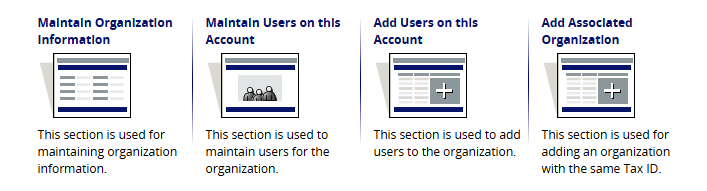 Maintain Organization
Information
This section is used for
maintaining organization
information.
Maintain Users on this
Account
This section is used to
maintain users for the
organization.
Add Users on this
Account
This section is used to add
users to the organization.
Add Associated
Organization
This section is used for
adding an organization
with the same Tax ID.